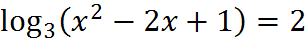 log₃(x² − 2x + 1) = 2